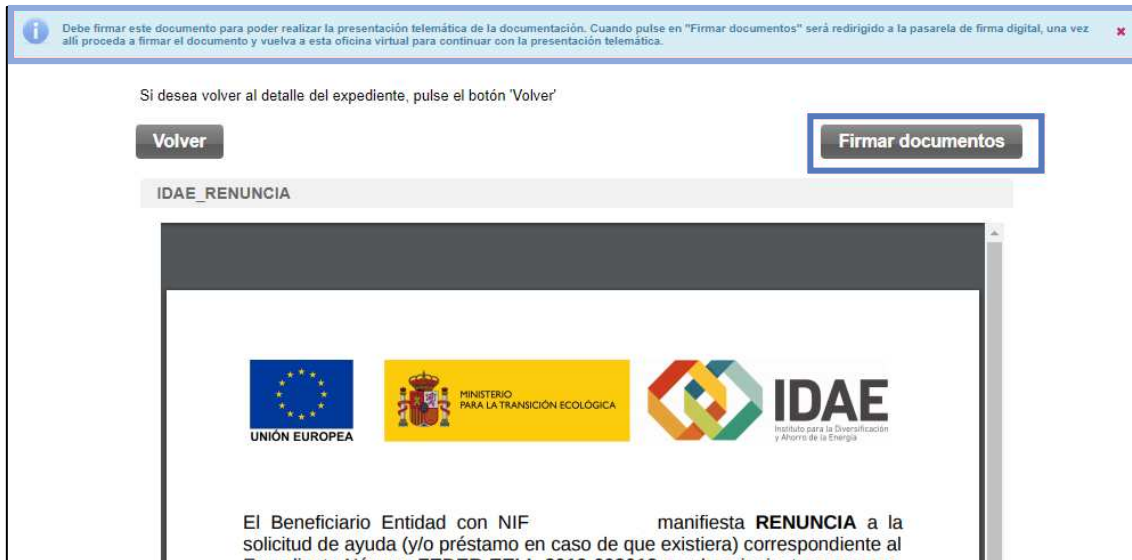 Debe firmar este documento para poder realizar la presentación telemática de la documentación. Cuando pulse en "Firmar documentos" será redirigido a la pasarela de firma digital, una vez
allí proceda a firmar el documento y vuelva a esta oficina virtual para continuar con la presentación telemática.
Si desea volver al detalle del expediente, pulse el botón 'Volver'
Volver
Firmar documentos
IDAE_RENUNCIA
UNIÓN EUROPEA
MINISTERIO
PARA LA TRANSICIÓN ECOLÓGICA
IDAE
Instituto para la Diversificación
y Ahorro de la Energía
El Beneficiario Entidad con NIF manifiesta RENUNCIA a la
solicitud de ayuda (y/o préstamo en caso de que existiera) correspondiente al